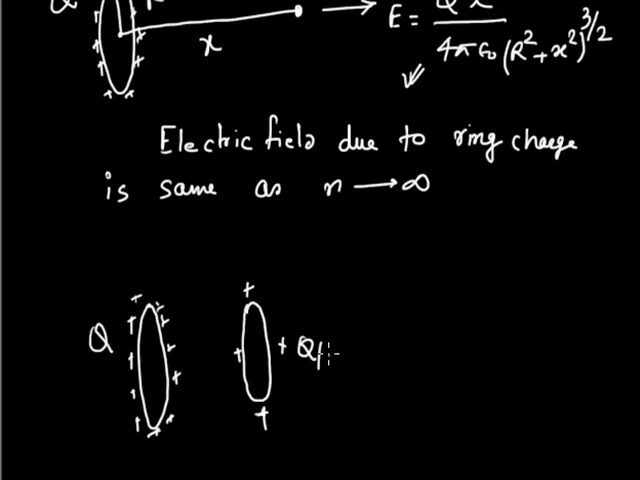 R
x → E = Qx / 4πε₀(R²+x²)^3/2
Electric field due to ring charge
is same as n → ∞
Q + Q/